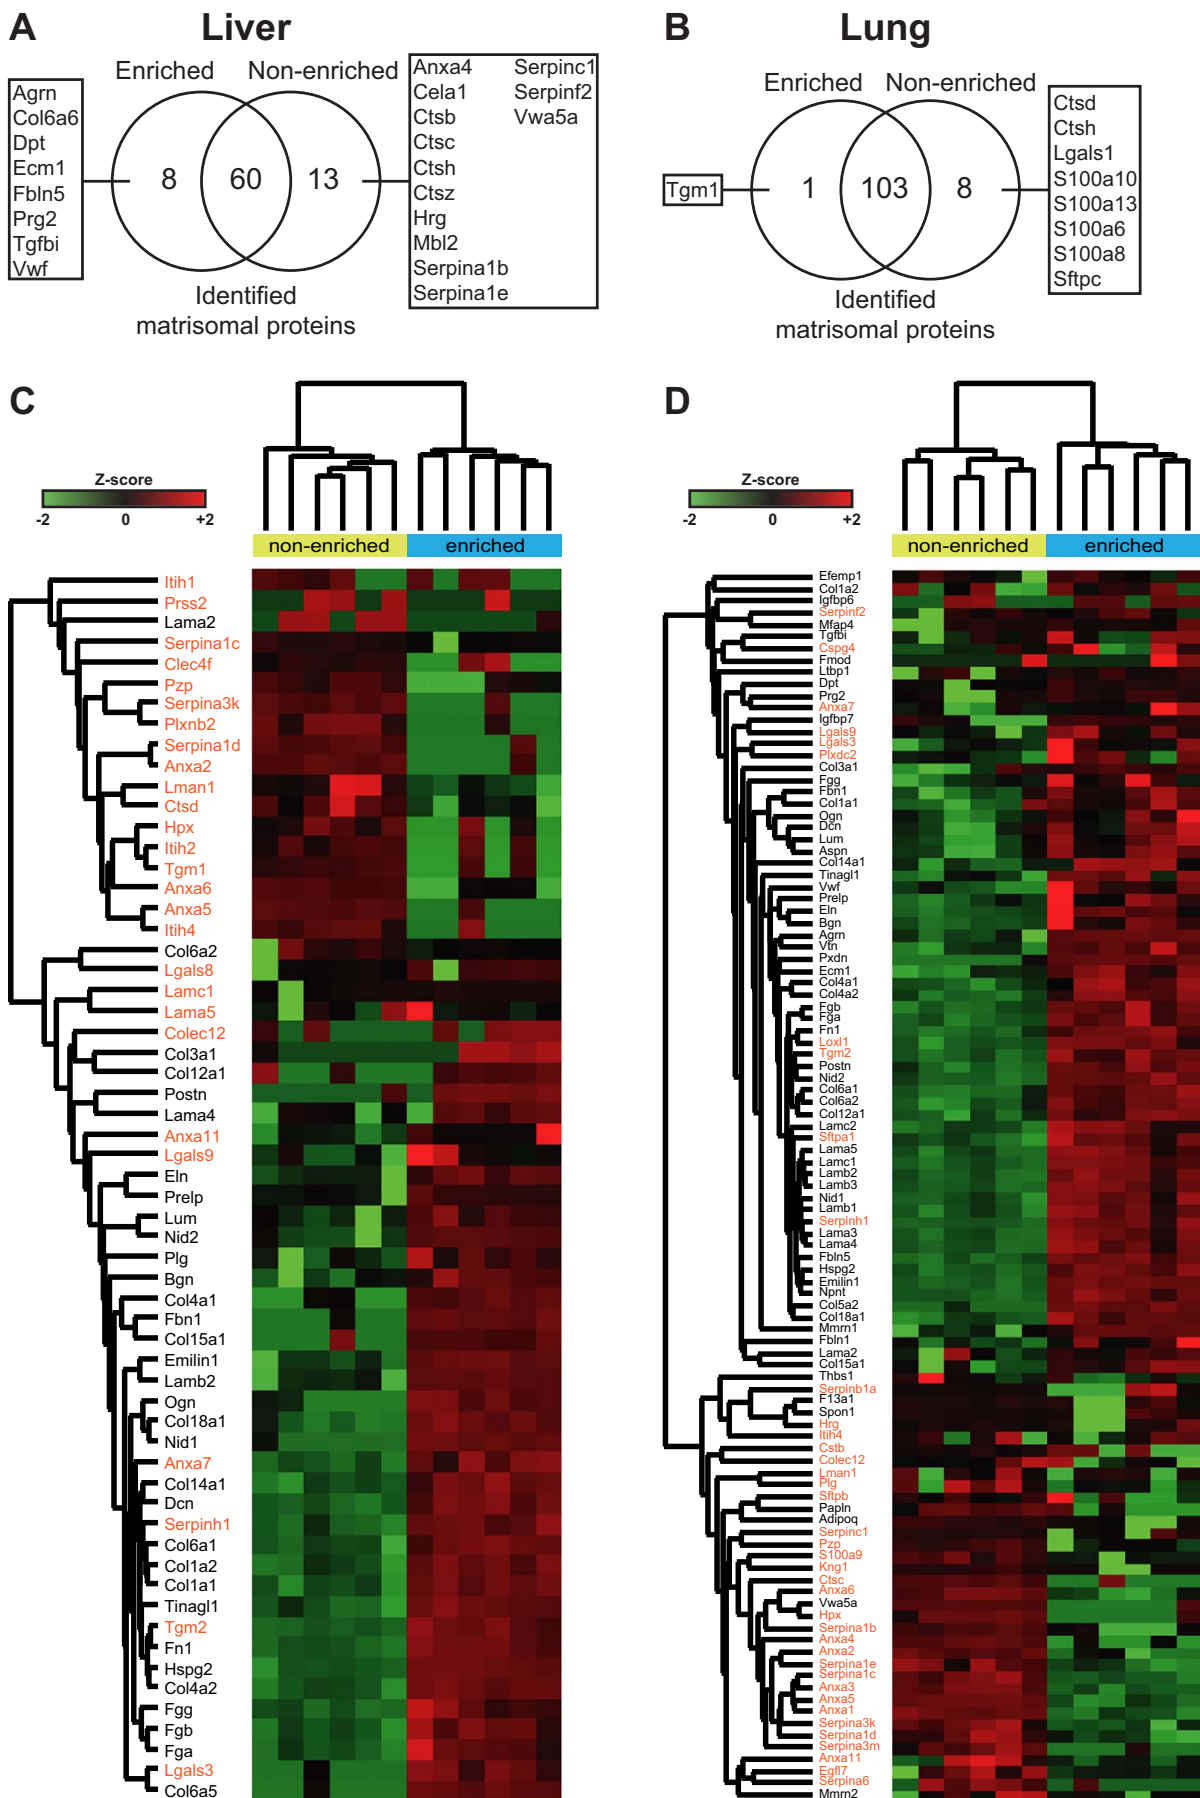 A
Liver
Enriched
Non-enriched
Agrn
Col6a6
Dpt
Ecm1
Fbln5
Prg2
Tgfbi
Vwf
8
60
13
Anxa4
Cela1
Ctsb
Ctsc
Ctsh
Ctsz
Hrg
Mbl2
Serpina1b
Serpina1e
Serpinc1
Serpinf2
Vwa5a
Identified
matrisomal proteins
B
Lung
Enriched
Non-enriched
Tgm1
1
103
8
Ctsd
Ctsh
Lgals1
S100a10
S100a13
S100a6
S100a8
Sftpc
Identified
matrisomal proteins
C
Z-score
-2 0 +2
non-enriched
enriched
Itih1
Prss2
Lama2
Serpina1c
Clec4f
Pzp
Serpina3k
Plxnb2
Serpina1d
Anxa2
Lman1
Ctsd
Hpx
Itih2
Tgm1
Anxa6
Anxa5
Itih4
Col6a2
Lgals8
Lamc1
Lama5
Colec12
Col3a1
Col12a1
Postn
Lama4
Anxa11
Lgals9
Eln
Prelp
Lum
Nid2
Plg
Bgn
Col4a1
Fbn1
Col15a1
Emilin1
Lamb2
Ogn
Col18a1
Nid1
Anxa7
Col14a1
Dcn
Serpinh1
Col6a1
Col1a2
Col1a1
Tinagl1
Tgm2
Fn1
Hspg2
Col4a2
Fgg
Fgb
Fga
Lgals3
Col6a5
D
Z-score
-2 0 +2
non-enriched
enriched
Efemp1
Col1a2
Igfbp6
Serpinf2
Mfap4
Tgfbi
Cspg4
Fmod
Ltbp1
Dpt
Prg2
Anxa7
Igfbp7
Lgals9
Lgals3
Plxdc2
Col3a1
Fgg
Fbn1
Col1a1
Ogn
Dcn
Lum
Aspn
Col14a1
Tinagl1
Vwf
Prelp
Eln
Bgn
Agrn
Vtn
Pxdn
Ecm1
Col4a1
Col4a2
Fgb
Fga
Fn1
Loxl1
Tgm2
Postn
Nid2
Col6a1
Col6a2
Col12a1
Lamc2
Sftpa1
Lama5
Lamc1
Lamb2
Lamb3
Nid1
Lamb1
Serpinh1
Lama3
Lama4
Fbln5
Hspg2
Emilin1
Npnt
Col5a2
Col18a1
Mmrn1
Fbln1
Lama2
Col15a1
Thbs1
Serpinb1a
F13a1
Spon1
Hrg
Itih4
Cstb
Colec12
Lman1
Plg
Sftpb
Papln
Adipoq
Serpinc1
Pzp
S100a9
Kng1
Ctsc
Anxa6
Vwa5a
Hpx
Serpina1b
Anxa4
Anxa2
Serpina1e
Serpina1c
Anxa3
Anxa5
Anxa1
Serpina3k
Serpina1d
Serpina3m
Anxa11
Egfl7
Serpina6
Mmrn2